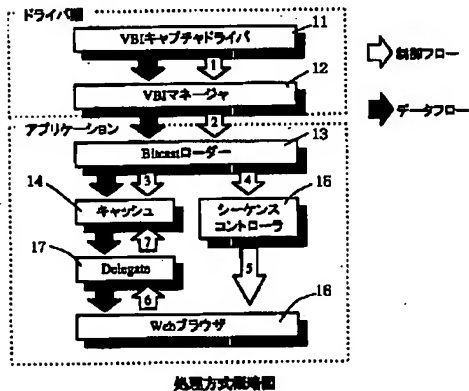 ドライバ層
VBIキャプチャドライバ
11
1
12
VBIマネージャ
2
制御フロー
データフロー
アプリケーション
13
Bitcastローダー
3
4
14
15
キャッシュ
シーケンス
コントローラ
17
7
Delegate
5
6
16
Webブラウザ
処理方式概略図